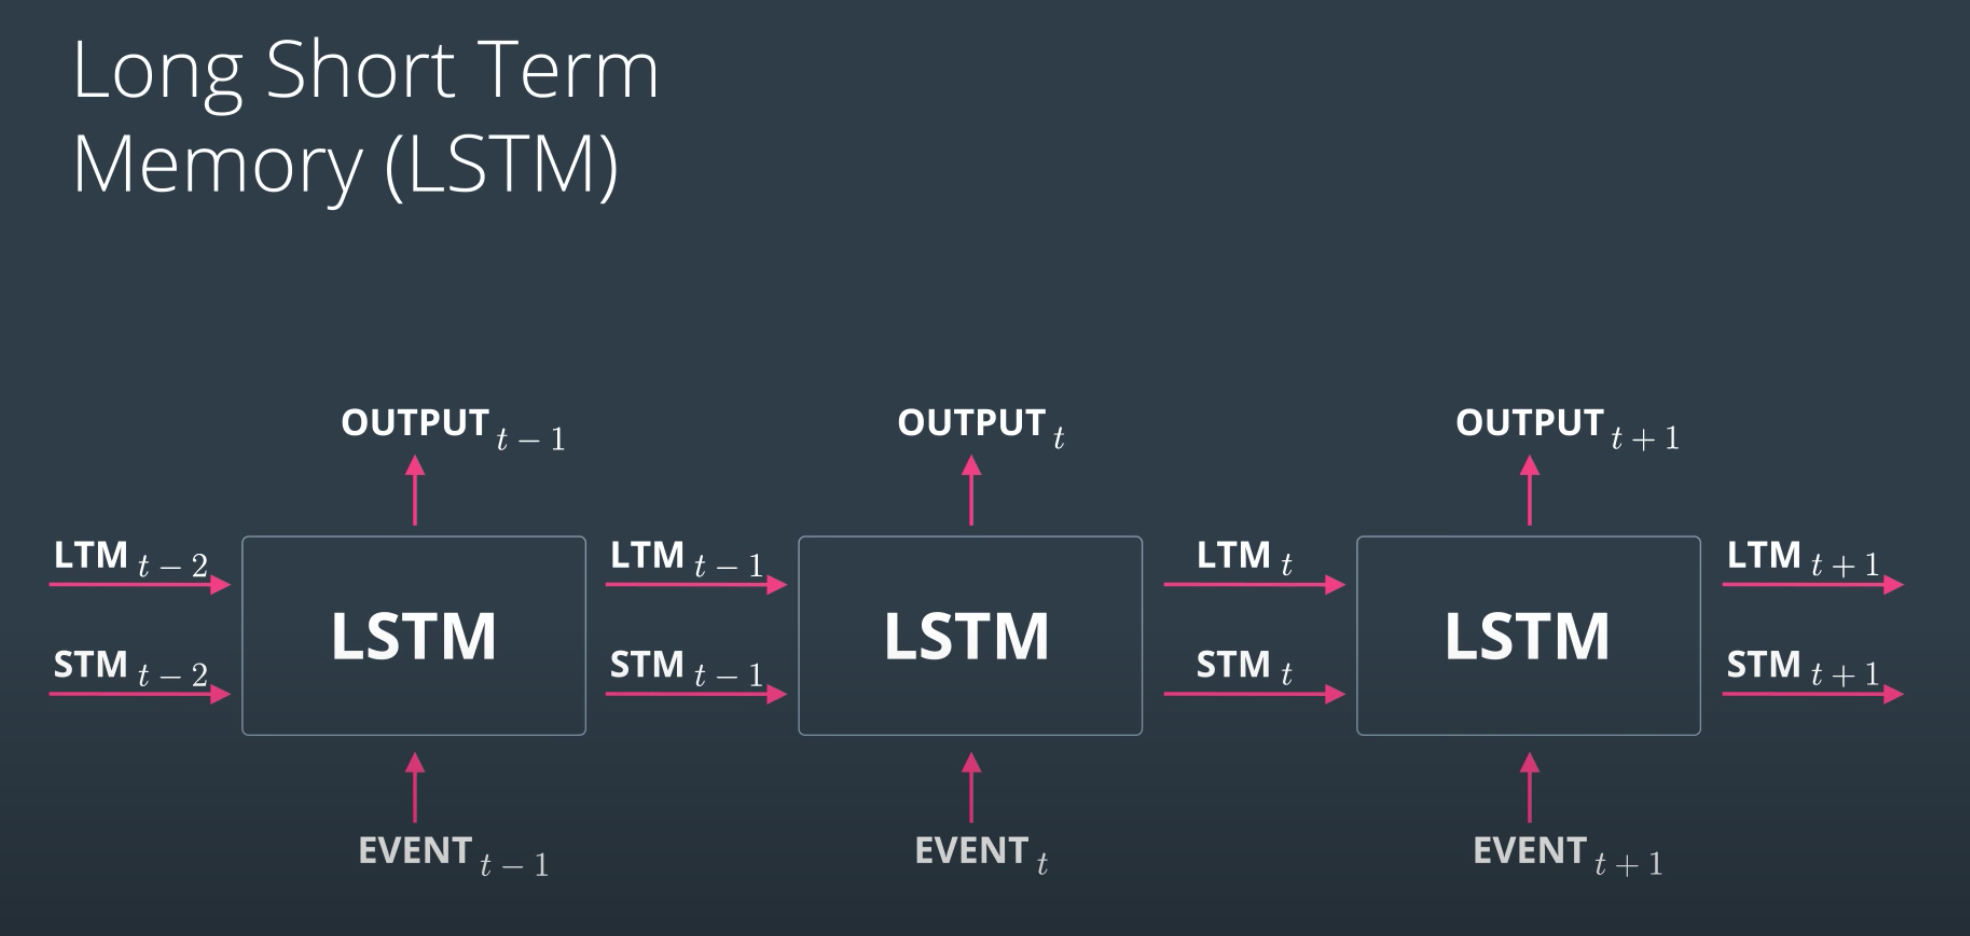 Long Short Term
Memory (LSTM)
OUTPUT t − 1
OUTPUT t
OUTPUT t + 1
LTM t − 2
LTM t − 1
LTM t
LTM t + 1
LSTM
LSTM
LSTM
STM t − 2
STM t − 1
STM t
STM t + 1
EVENT t − 1
EVENT t
EVENT t + 1